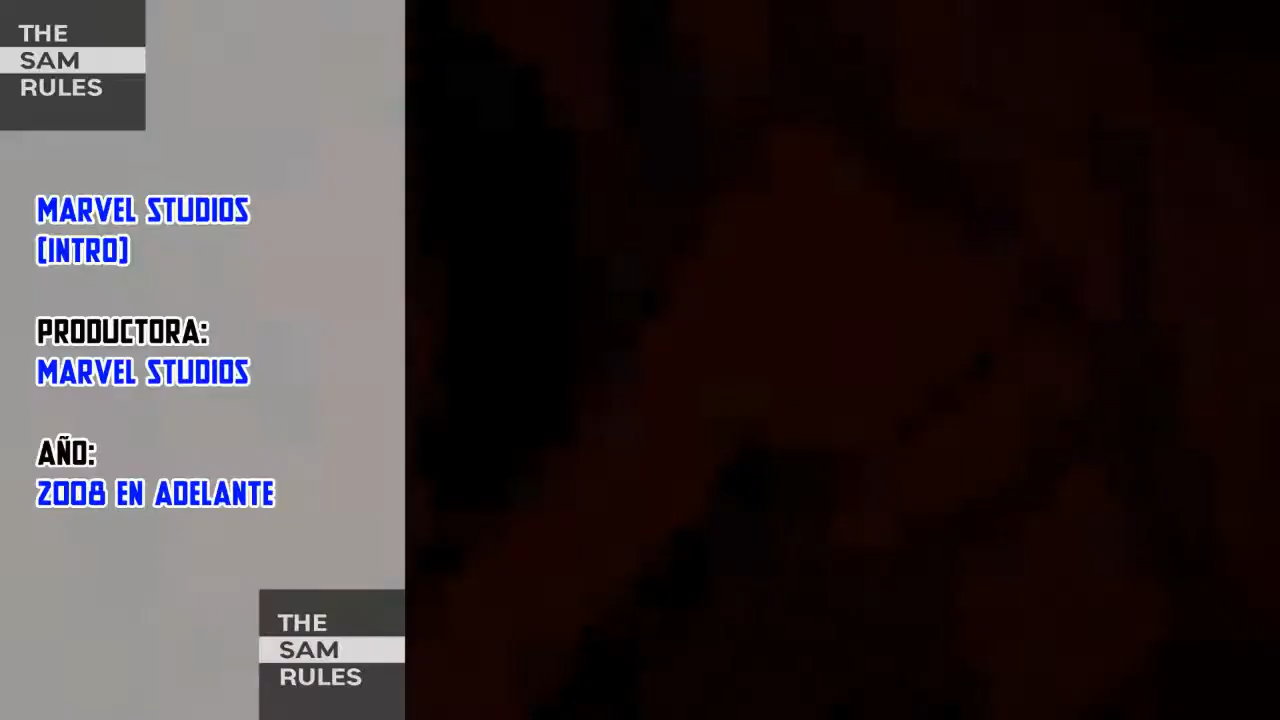 THE
SAM
RULES
MARVEL STUDIOS
[INTRO]
PRODUCTORA:
MARVEL STUDIOS
AÑO:
2008 EN ADELANTE
THE
SAM
RULES